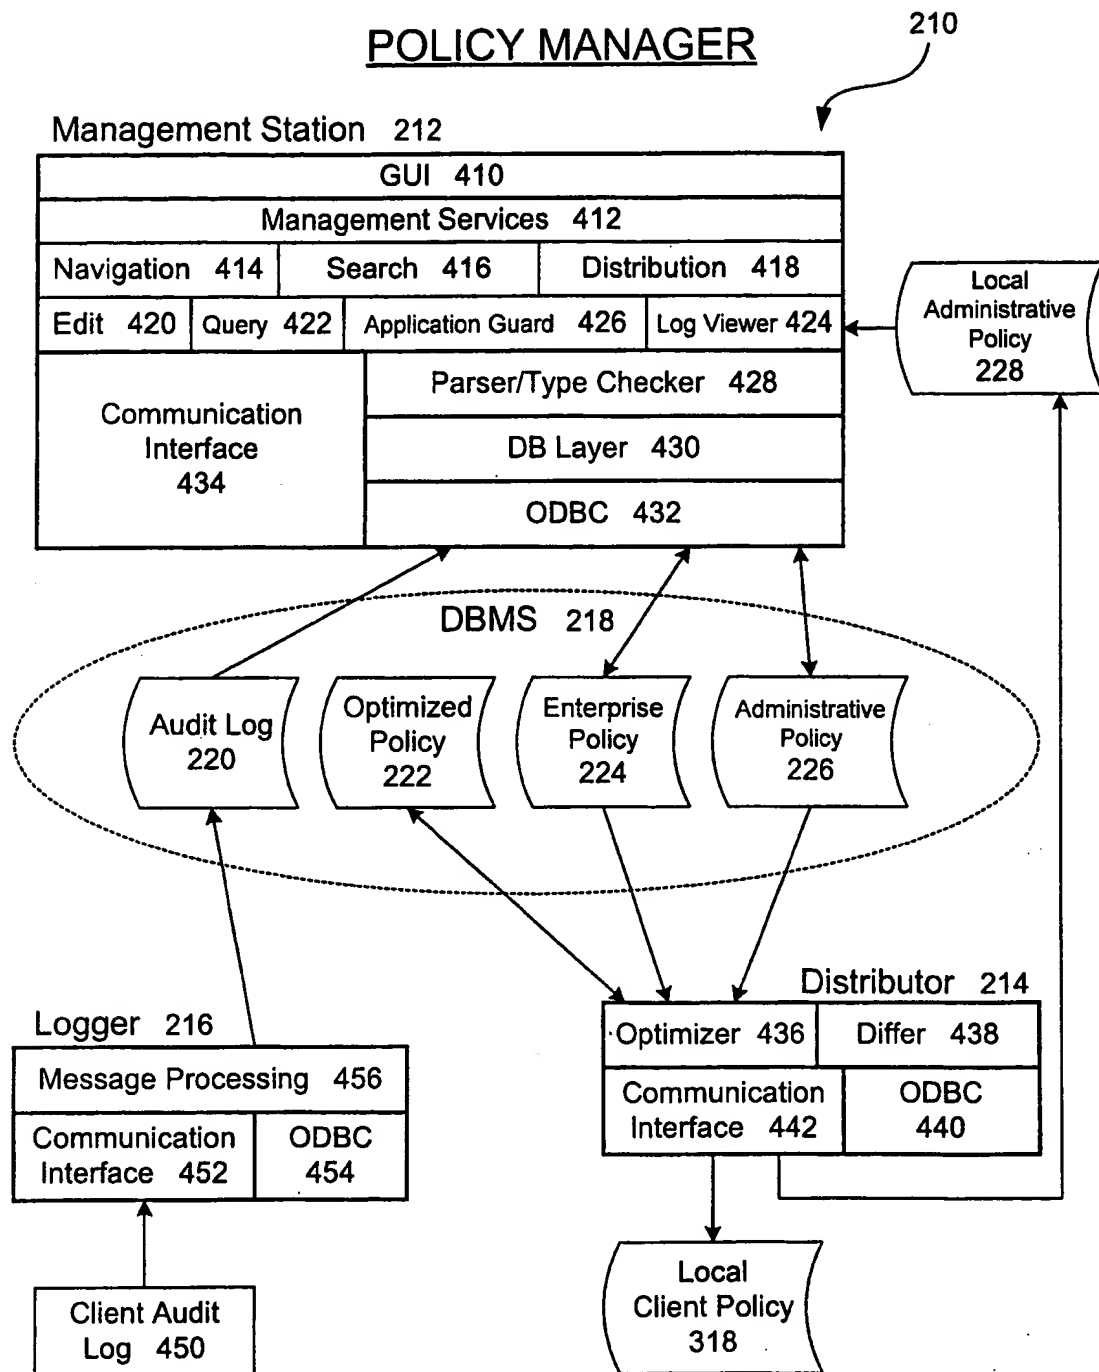 POLICY MANAGER
210
Management Station 212
GUI 410
Management Services 412
Navigation 414
Search 416
Distribution 418
Edit 420
Query 422
Application Guard 426
Log Viewer 424
Local
Administrative
Policy
228
Communication
Interface
434
Parser/Type Checker 428
DB Layer 430
ODBC 432
DBMS 218
Audit Log
220
Optimized
Policy
222
Enterprise
Policy
224
Administrative
Policy
226
Distributor 214
Optimizer 436
Differ 438
Communication
Interface 442
ODBC
440
Logger 216
Message Processing 456
Communication
Interface 452
ODBC
454
Client Audit
Log 450
Local
Client Policy
318